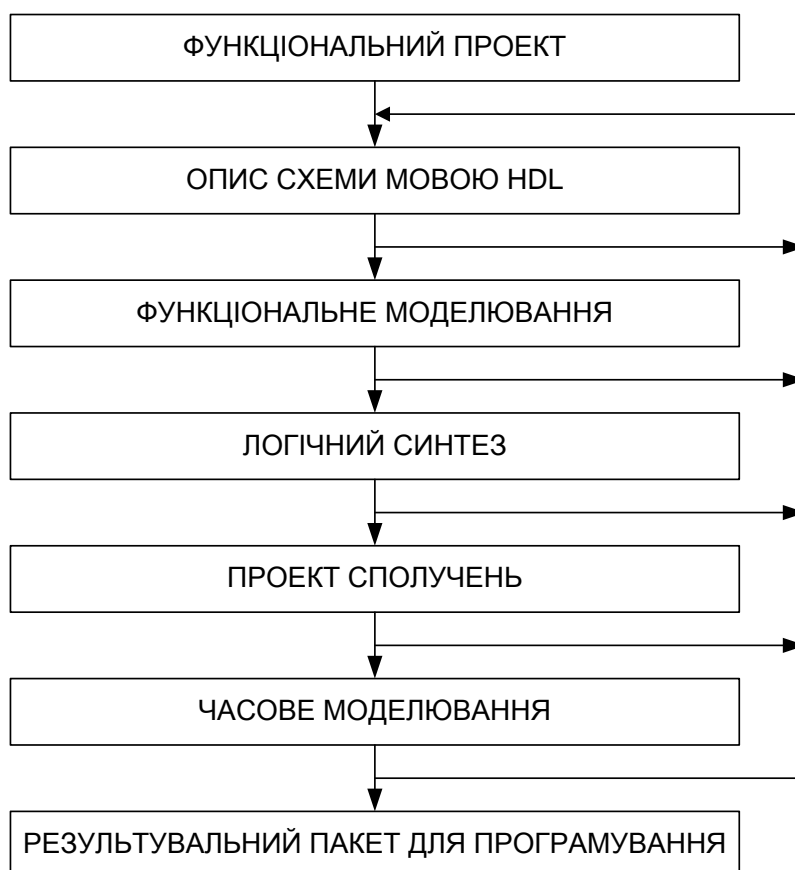 ФУНКЦІОНАЛЬНИЙ ПРОЕКТ
ОПИС СХЕМИ МОВОЮ HDL
ФУНКЦІОНАЛЬНЕ МОДЕЛЮВАННЯ
ЛОГІЧНИЙ СИНТЕЗ
ПРОЕКТ СПОЛУЧЕНЬ
ЧАСОВЕ МОДЕЛЮВАННЯ
РЕЗУЛЬТУВАЛЬНИЙ ПАКЕТ ДЛЯ ПРОГРАМУВАННЯ